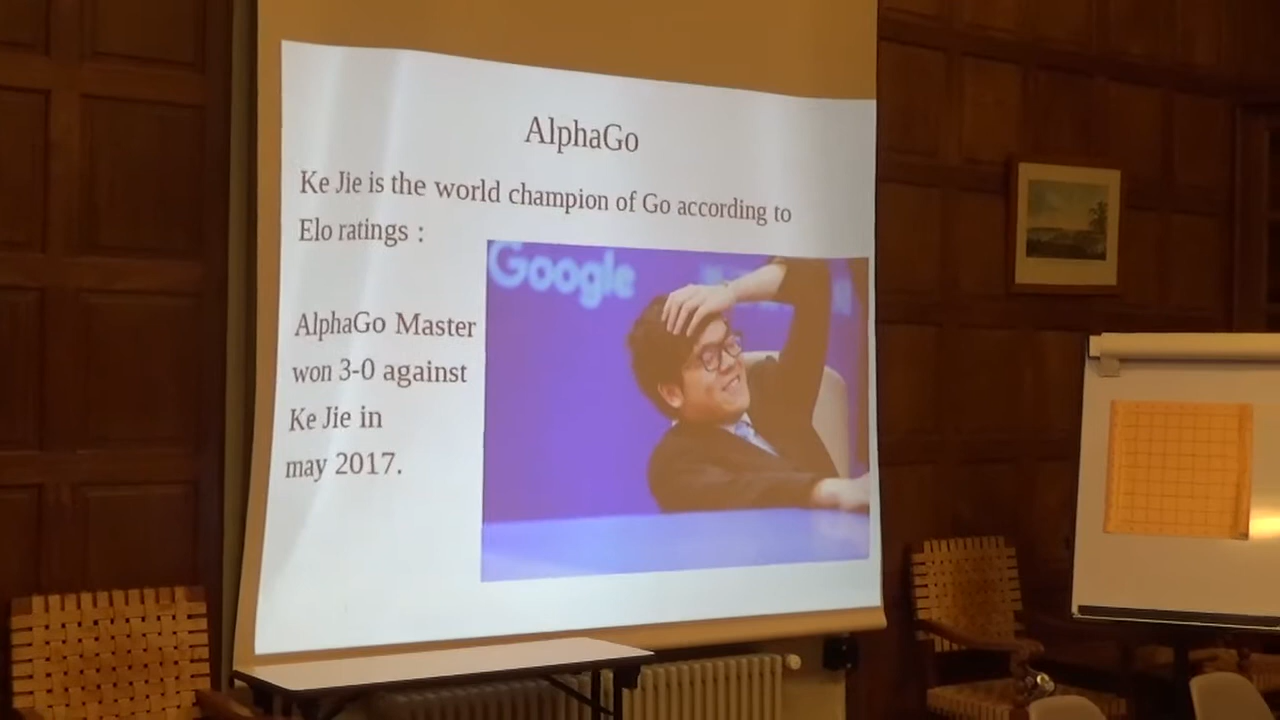 AlphaGo
Ke Jie is the world champion of Go according to
Elo ratings :
Google
AlphaGo Master
won 3-0 against
Ke Jie in
may 2017.